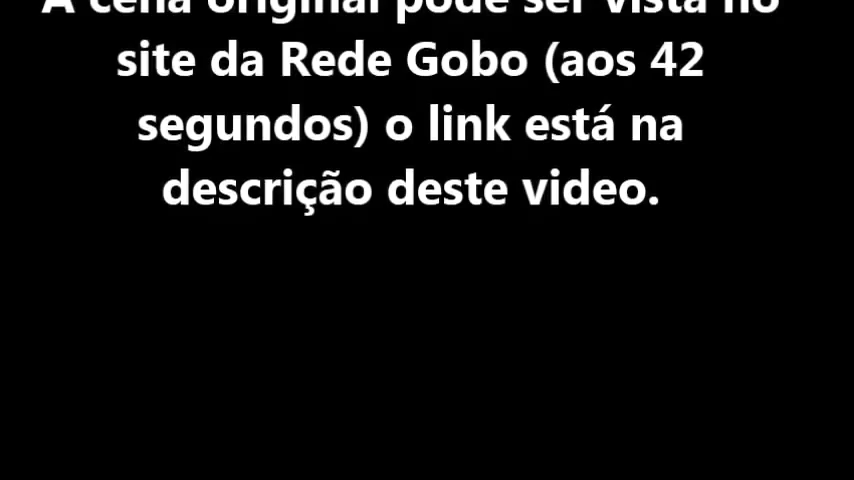 A cena original pode ser vista no
site da Rede Gobo (aos 42
segundos) o link está na
descrição deste video.